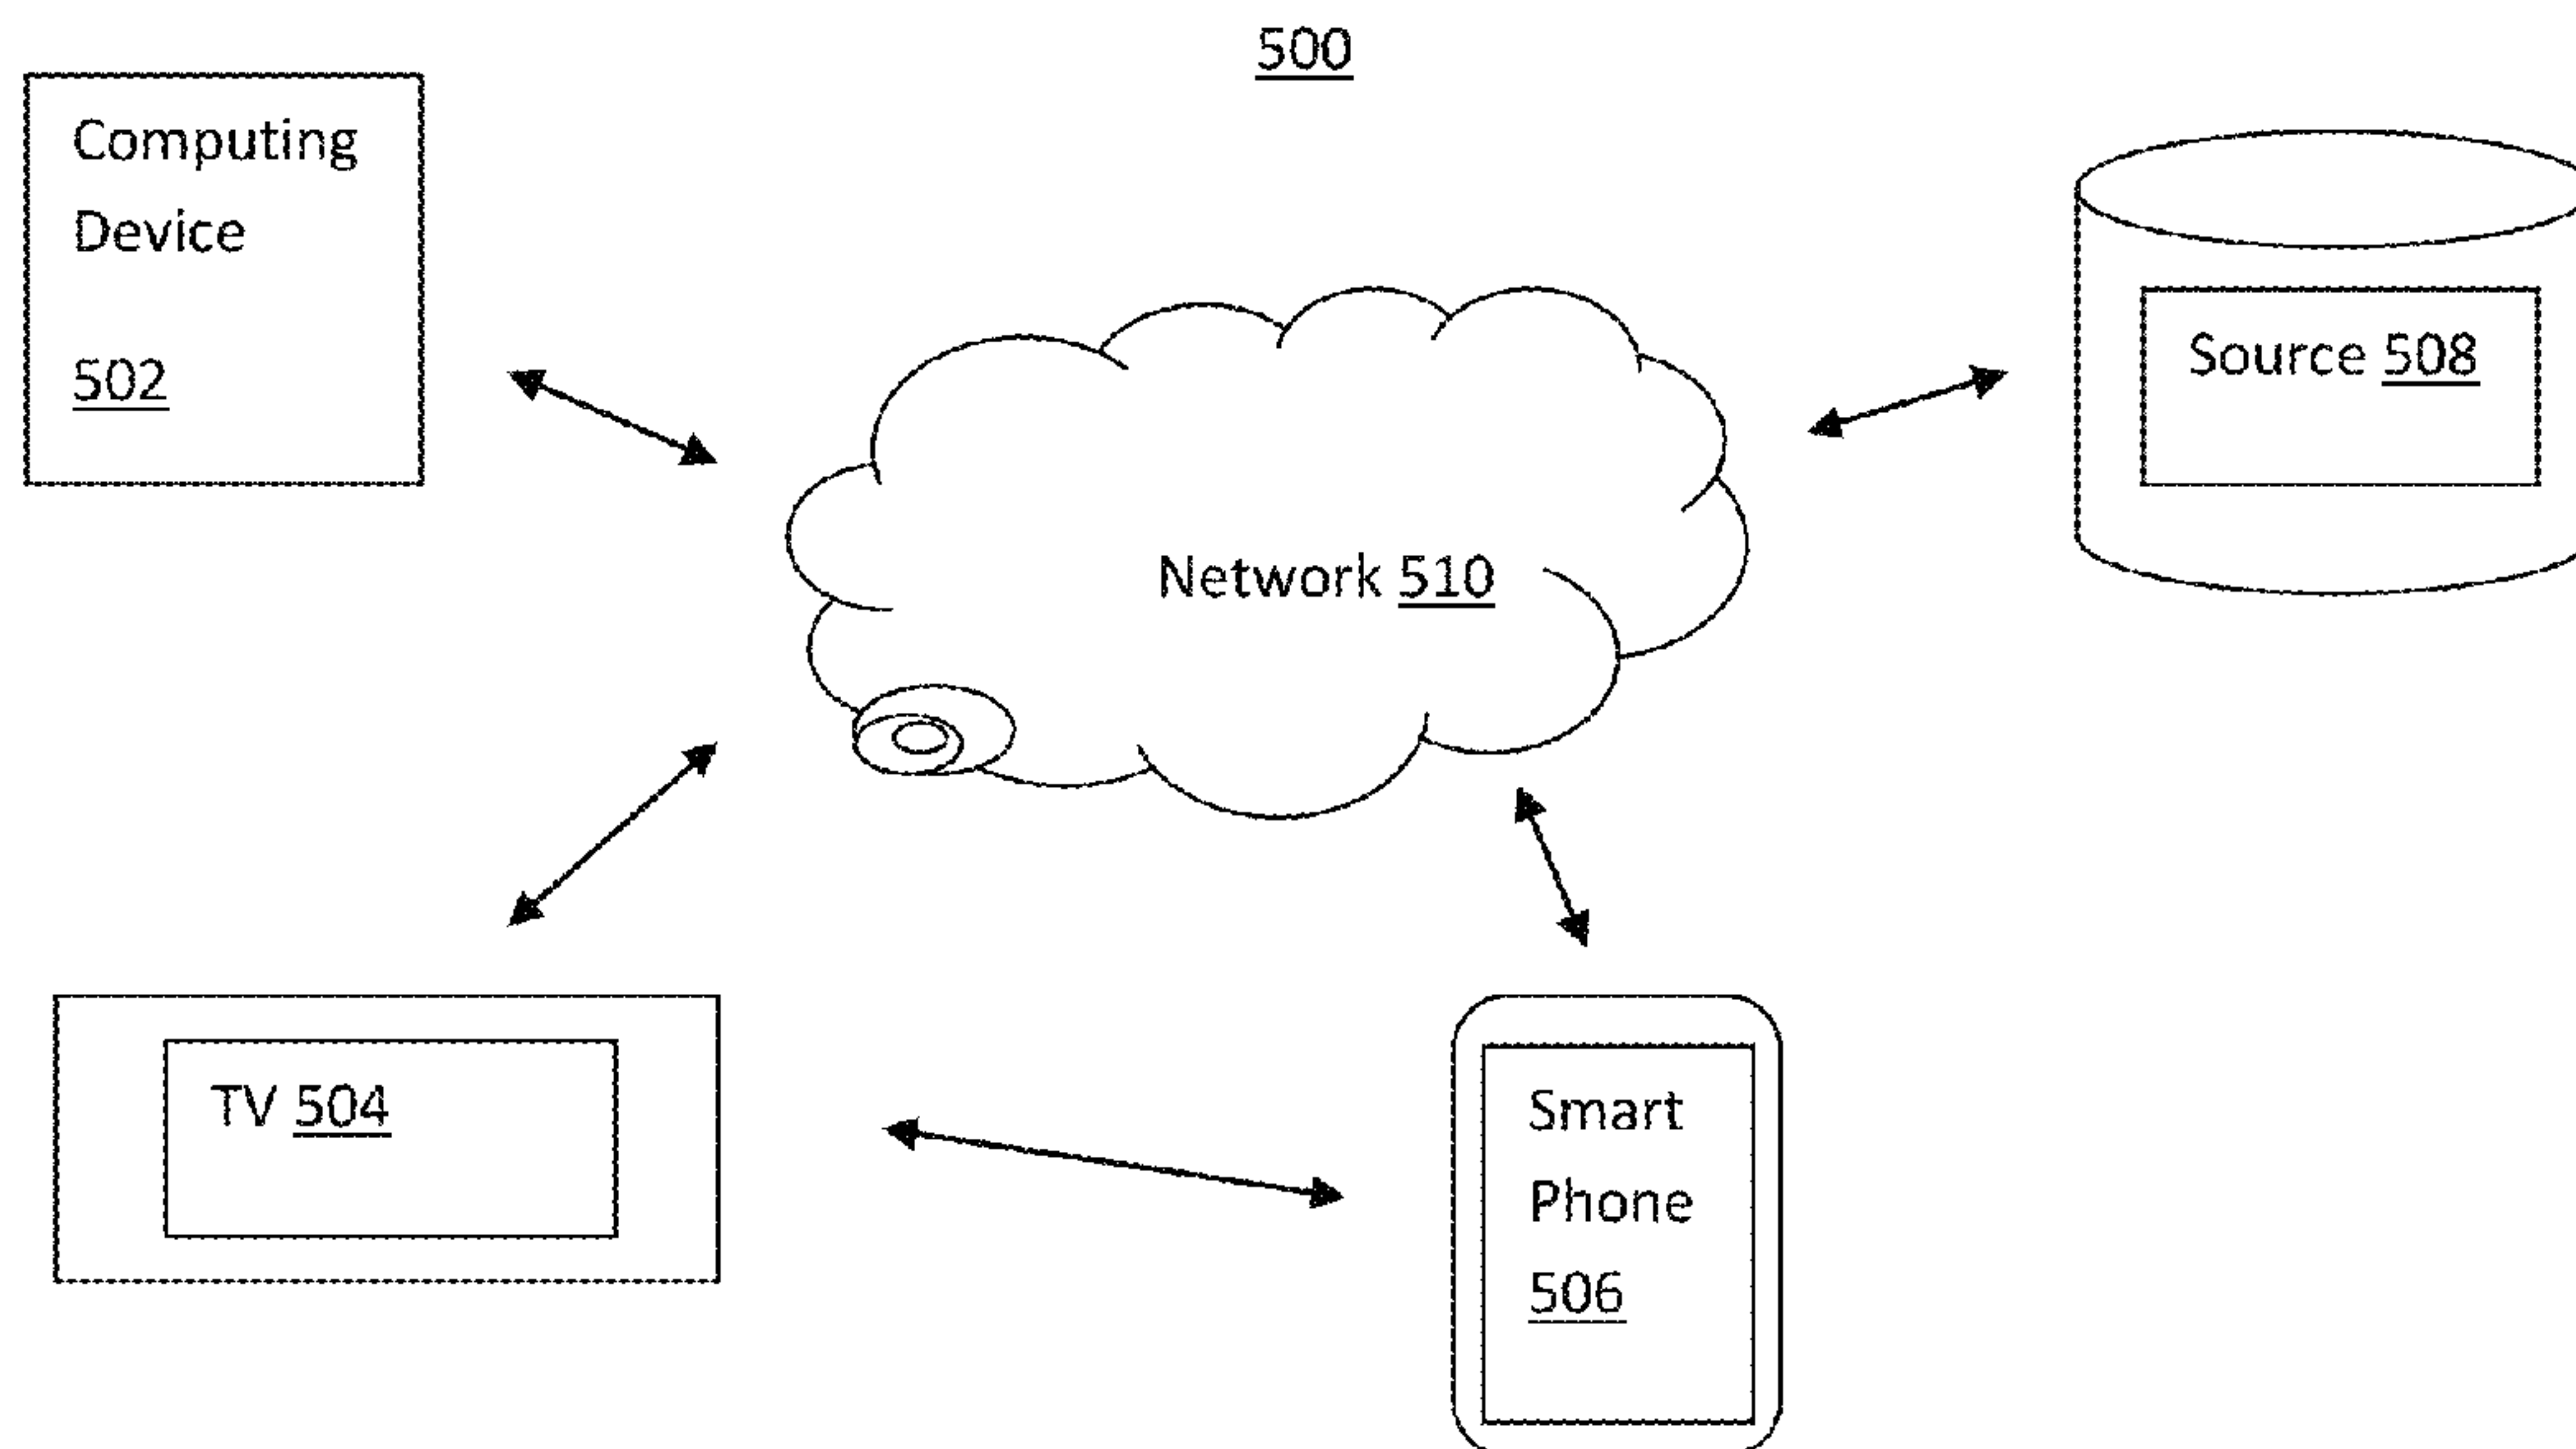 500
Computing
Device
502
Source 508
Network 510
TV 504
Smart
Phone
506